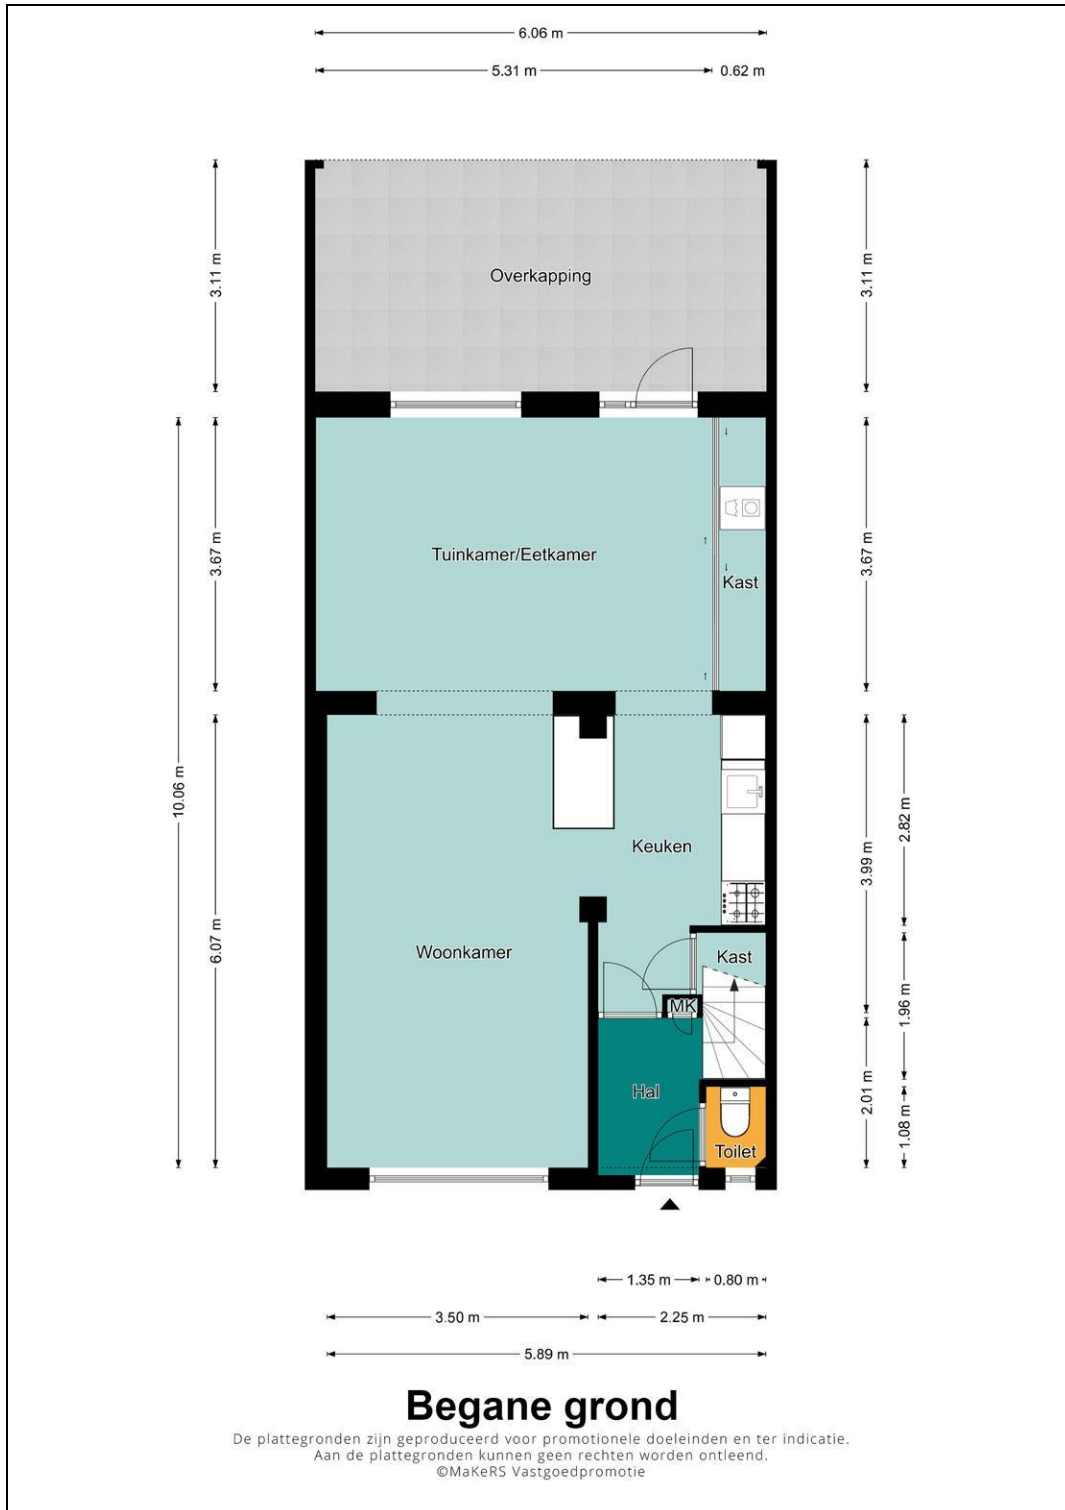 6.06 m
5.31 m
0.62 m
3.11 m
3.11 m
Overkapping
3.67 m
Tuinkamer/Eetkamer
Kast
3.67 m
10.06 m
6.07 m
Keuken
Woonkamer
Kast
MK
Hal
Toilet
3.99 m
2.82 m
1.96 m
2.01 m
1.08 m
1.35 m
0.80 m
3.50 m
2.25 m
5.89 m
Begane grond
De plattegronden zijn geproduceerd voor promotionele doeleinden en ter indicatie.
Aan de plattegronden kunnen geen rechten worden ontleend.
©MaKeRS Vastgoedpromotie